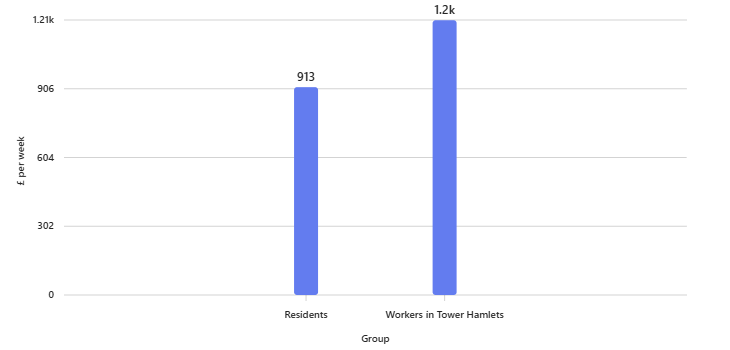 1.2k
1.21k
913
906
604
£ per week
302
0
Residents
Workers in Tower Hamlets
Group